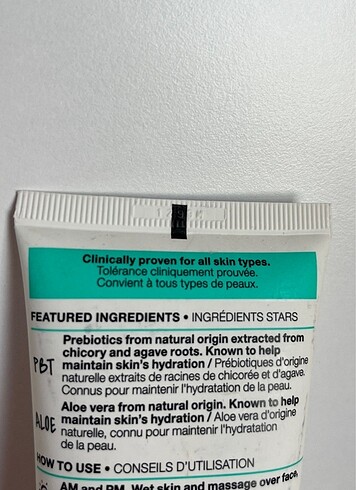 Clinically proven for all skin types.
Tolérance cliniquement prouvée.
Convient à tous types de peaux.
FEATURED INGREDIENTS • INGRÉDIENTS STARS
PBT
Prebiotics from natural origin extracted from
chicory and agave roots. Known to help
maintain skin's hydration / Prébiotiques d'origine
naturelle extraits de racines de chicorée et d'agave.
Connus pour maintenir l'hydratation de la peau.
ALOE
Aloe vera from natural origin. Known to help
maintain skin's hydration / Aloe vera d'origine
naturelle, connu pour maintenir l'hydratation
de la peau.
HOW TO USE • CONSEILS D'UTILISATION
AM and PM. Wet skin and massage over face,